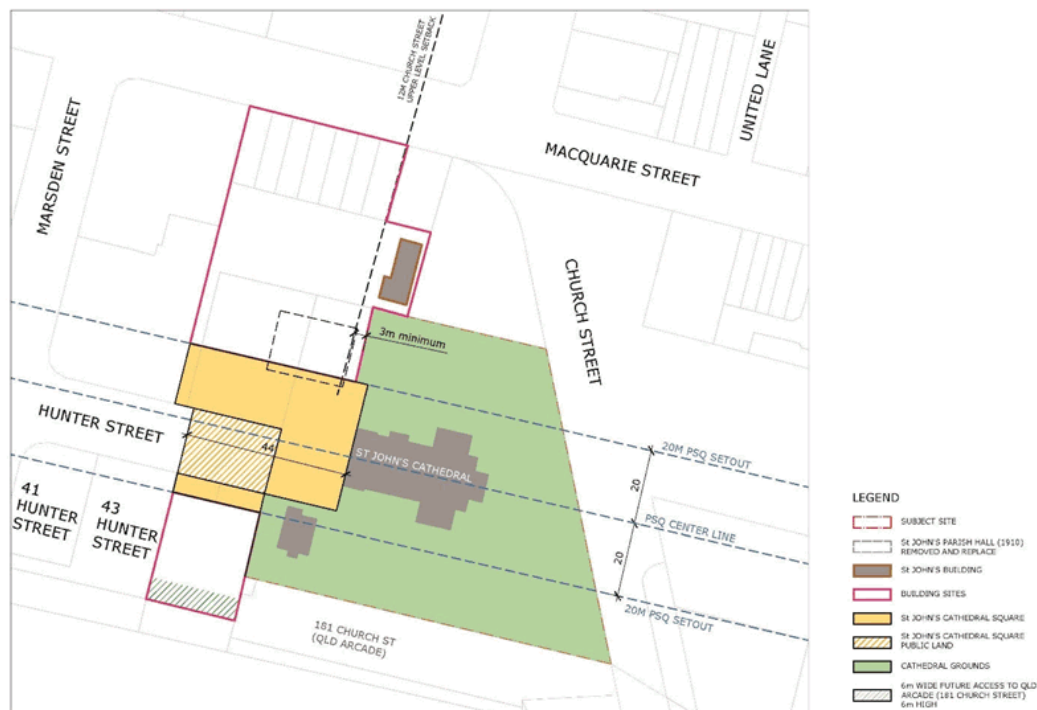 12M CHURCH STREET
UPPER LEVEL SETBACK
UNITED LANE
MARSDEN STREET
MACQUARIE STREET
CHURCH STREET
3m minimum
HUNTER STREET
44
ST JOHN'S CATHEDRAL
20M PSQ SETOUT
20
PSQ CENTER LINE
20
20M PSQ SETOUT
41
HUNTER
STREET
43
HUNTER
STREET
181 CHURCH ST
(QLD ARCADE)
LEGEND
SUBJECT SITE
St JOHN'S PARISH HALL (1910)
REMOVED AND REPLACE
St JOHN'S BUILDING
BUILDING SITES
St JOHN'S CATHEDRAL SQUARE
St JOHN'S CATHEDRAL SQUARE
PUBLIC LAND
CATHEDRAL GROUNDS
6m WIDE FUTURE ACCESS TO QLD
ARCADE (181 CHURCH STREET)
6m HIGH